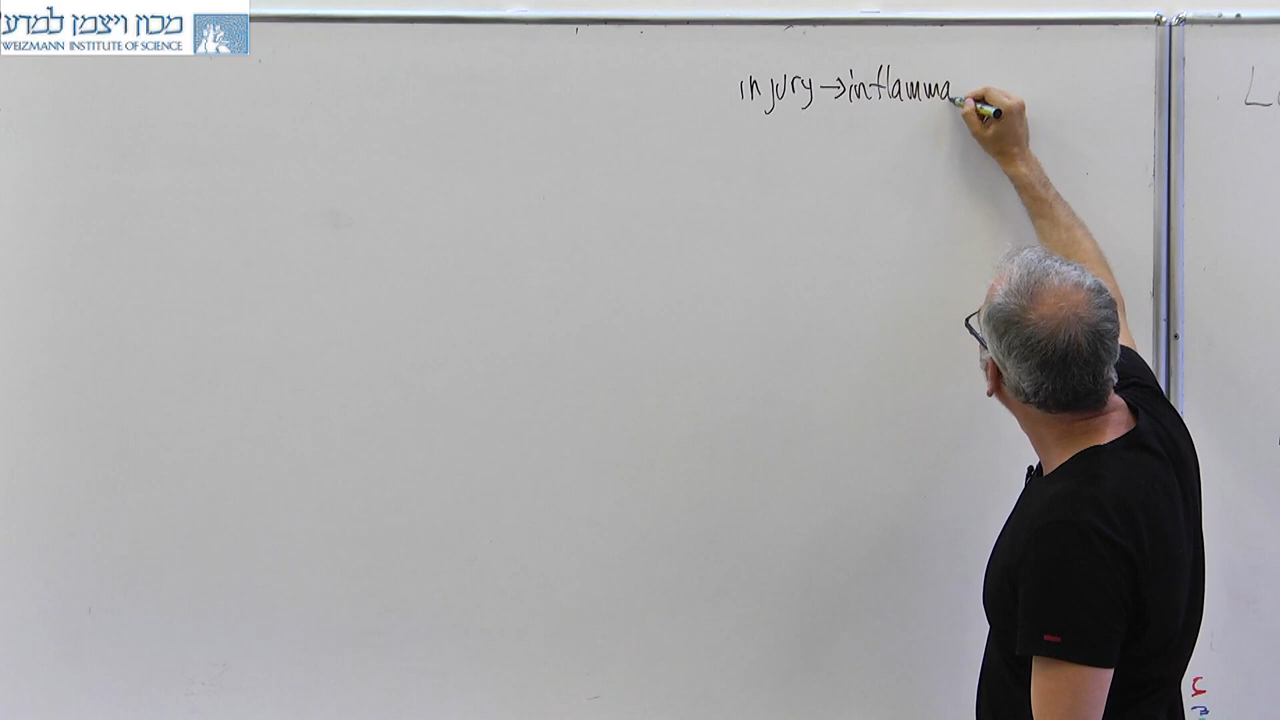 מכון ויצמן למדע
WEIZMANN INSTITUTE OF SCIENCE
injury → inflamma